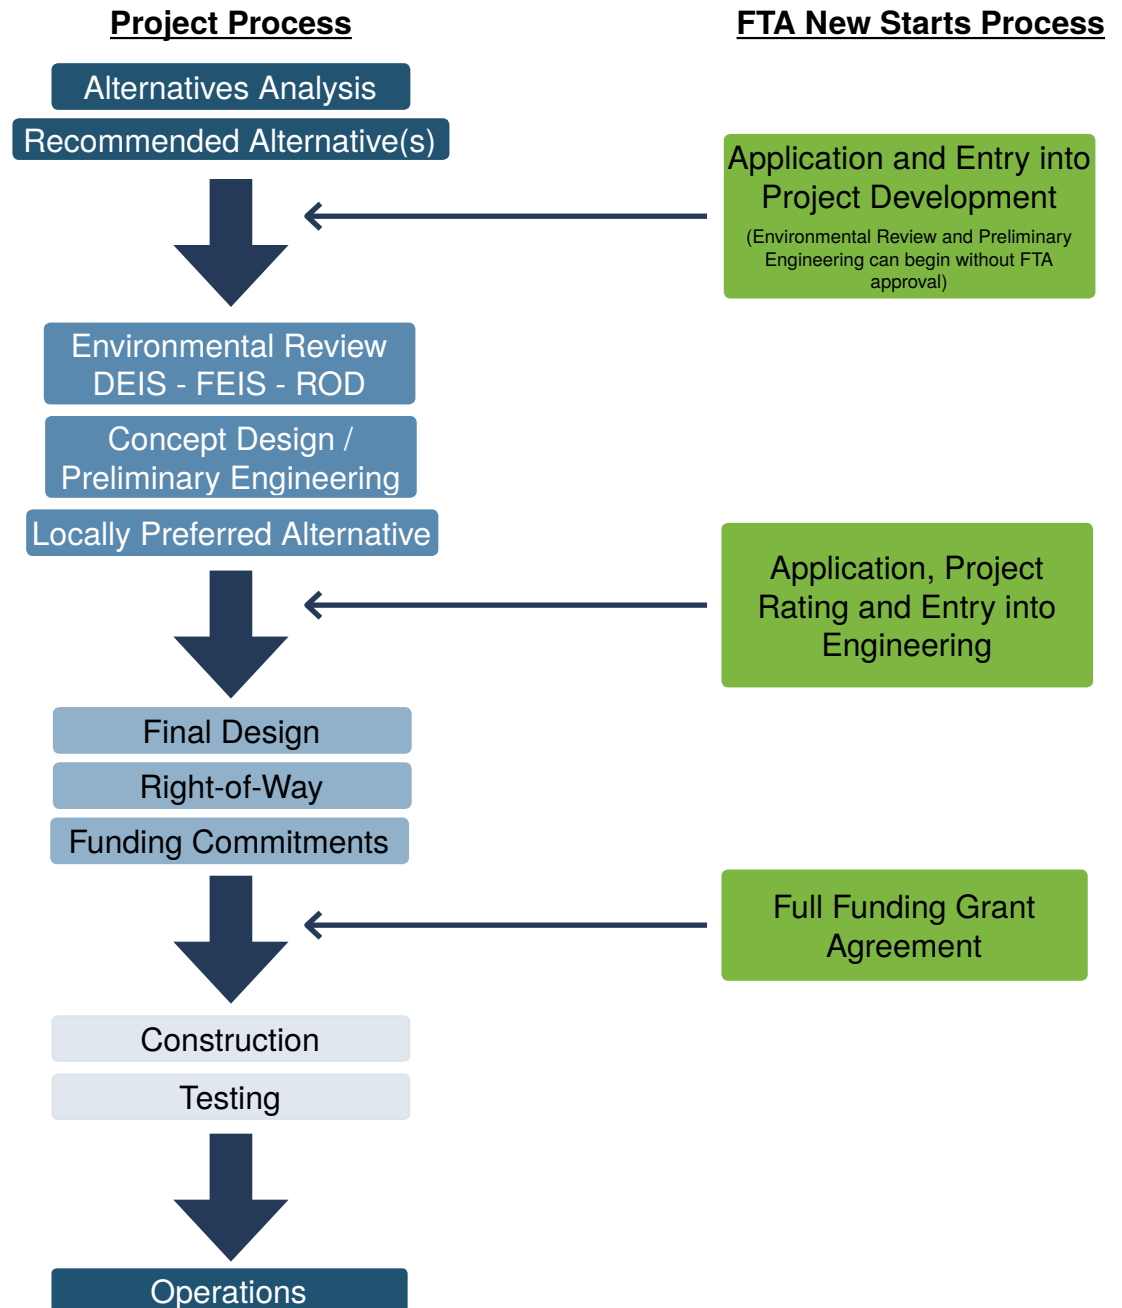 Project Process
Alternatives Analysis
Recommended Alternative(s)
Environmental Review
DEIS - FEIS - ROD
Concept Design /
Preliminary Engineering
Locally Preferred Alternative
Final Design
Right-of-Way
Funding Commitments
Construction
Testing
Operations
FTA New Starts Process
Application and Entry into
Project Development
(Environmental Review and Preliminary
Engineering can begin without FTA
approval)
Application, Project
Rating and Entry into
Engineering
Full Funding Grant
Agreement